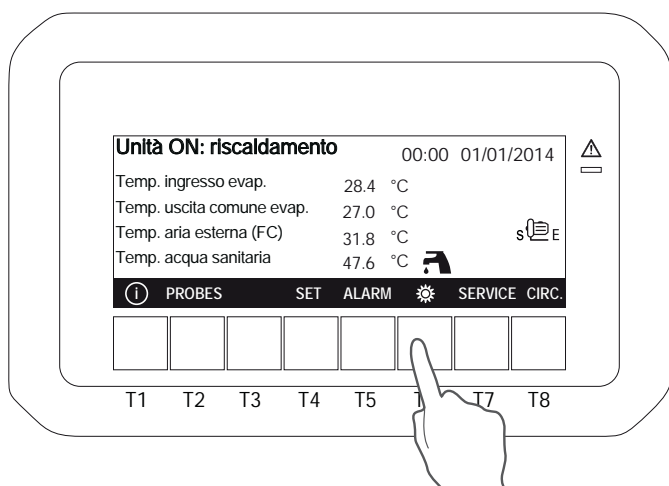 Unità ON: riscaldamento 00:00 01/01/2014
Temp. ingresso evap. 28.4 °C
Temp. uscita comune evap. 27.0 °C
Temp. aria esterna (FC) 31.8 °C S E
Temp. acqua sanitaria 47.6 °C
i PROBES SET ALARM SERVICE CIRC.
T1 T2 T3 T4 T5 T7 T8